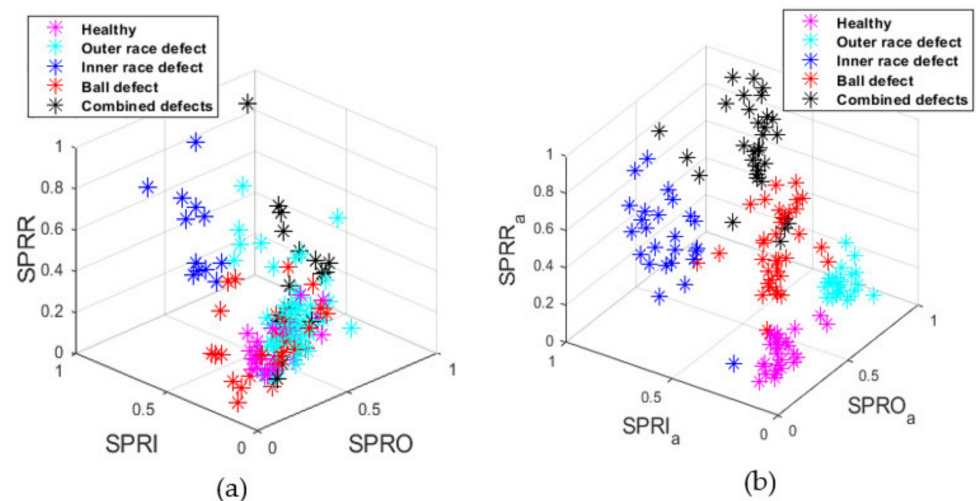 Healthy
Outer race defect
Inner race defect
Ball defect
Combined defects
1
0.8
0.6
0.4
0.2
0
1
0.5
0
0
0.5
1
SPRR
SPRI
SPRO
(a)
Healthy
Outer race defect
Inner race defect
Ball defect
Combined defects
1
0.8
0.6
0.4
0.2
0
1
0.5
0
0
0.5
1
SPRRₐ
SPRIₐ
SPROₐ
(b)